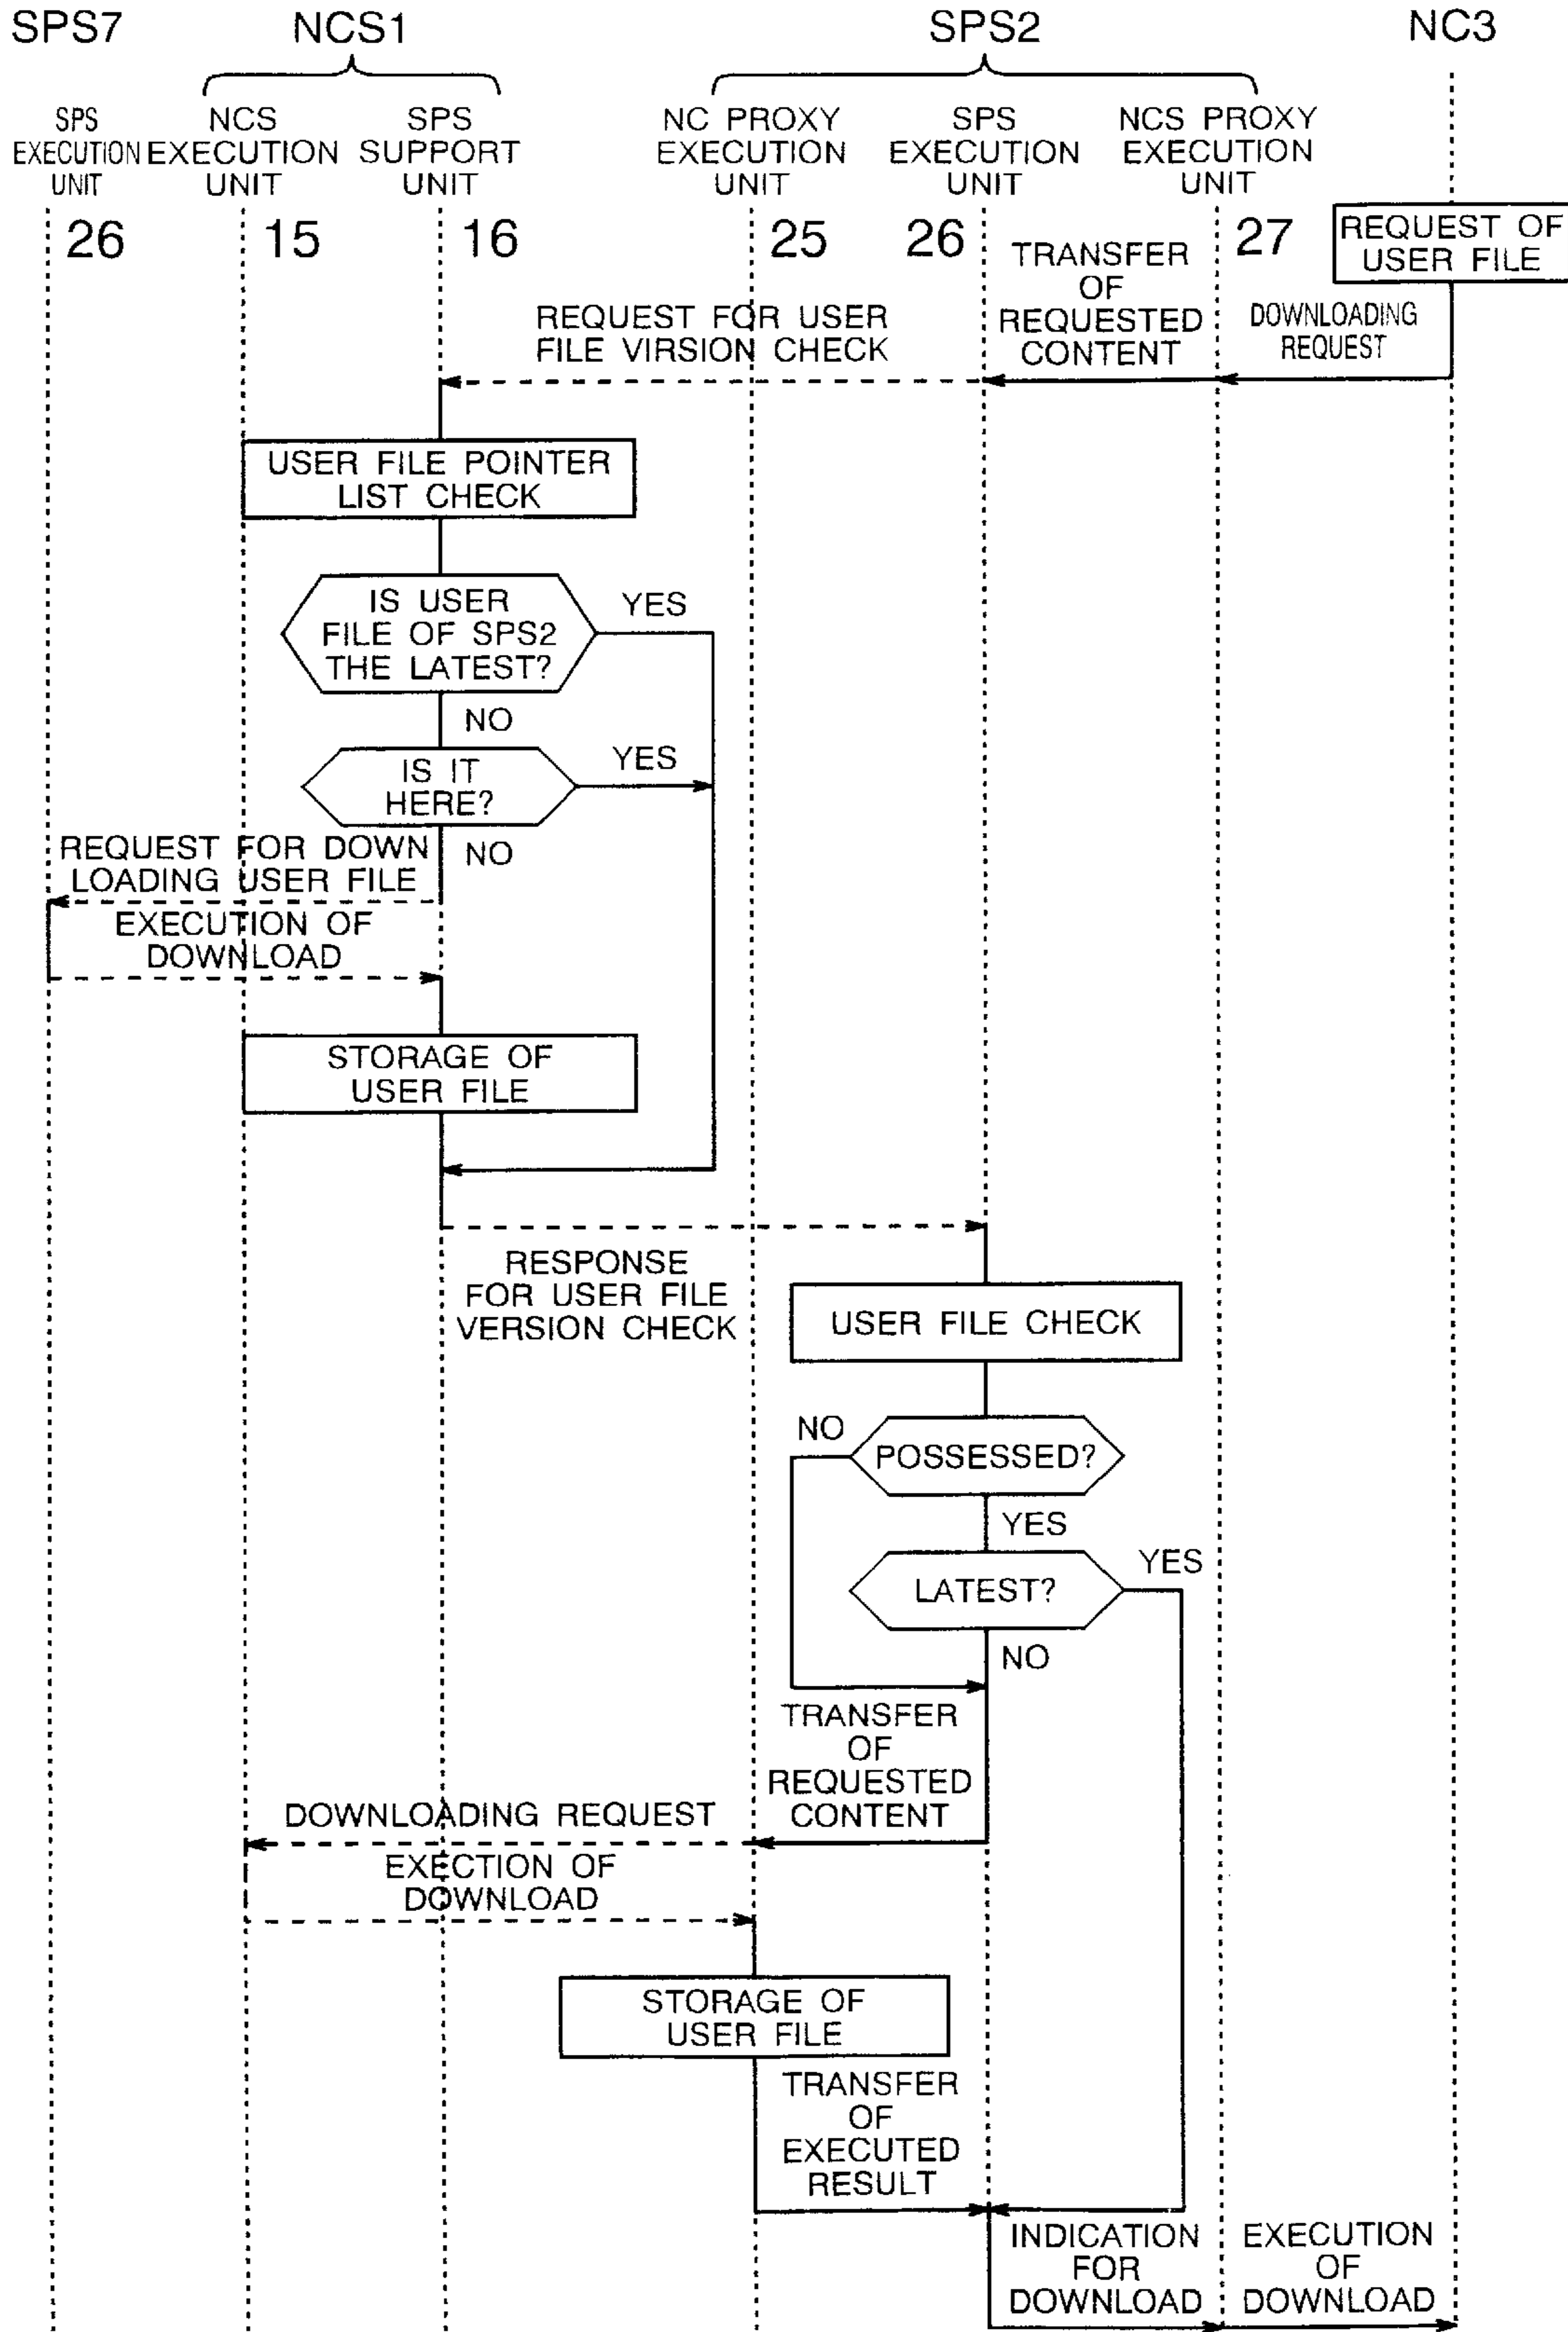 SPS7 NCS1 SPS2 NC3
SPS
EXECUTION
UNIT
NCS
EXECUTION
UNIT
SPS
SUPPORT
UNIT
NC PROXY
EXECUTION
UNIT
SPS
EXECUTION
UNIT
NCS PROXY
EXECUTION
UNIT
26 15 16 25 26 27
REQUEST OF
USER FILE
DOWNLOADING
REQUEST
TRANSFER
OF
REQUESTED
CONTENT
REQUEST FOR USER
FILE VIRSION CHECK
USER FILE POINTER
LIST CHECK
IS USER
FILE OF SPS2
THE LATEST?
YES
NO
IS IT
HERE?
YES
NO
REQUEST FOR DOWN
LOADING USER FILE
EXECUTION OF
DOWNLOAD
STORAGE OF
USER FILE
RESPONSE
FOR USER FILE
VERSION CHECK
USER FILE CHECK
NO
POSSESSED?
YES
YES
LATEST?
NO
TRANSFER
OF
REQUESTED
CONTENT
DOWNLOADING REQUEST
EXECTION OF
DOWNLOAD
STORAGE OF
USER FILE
TRANSFER
OF
EXECUTED
RESULT
INDICATION
FOR
DOWNLOAD
EXECUTION
OF
DOWNLOAD